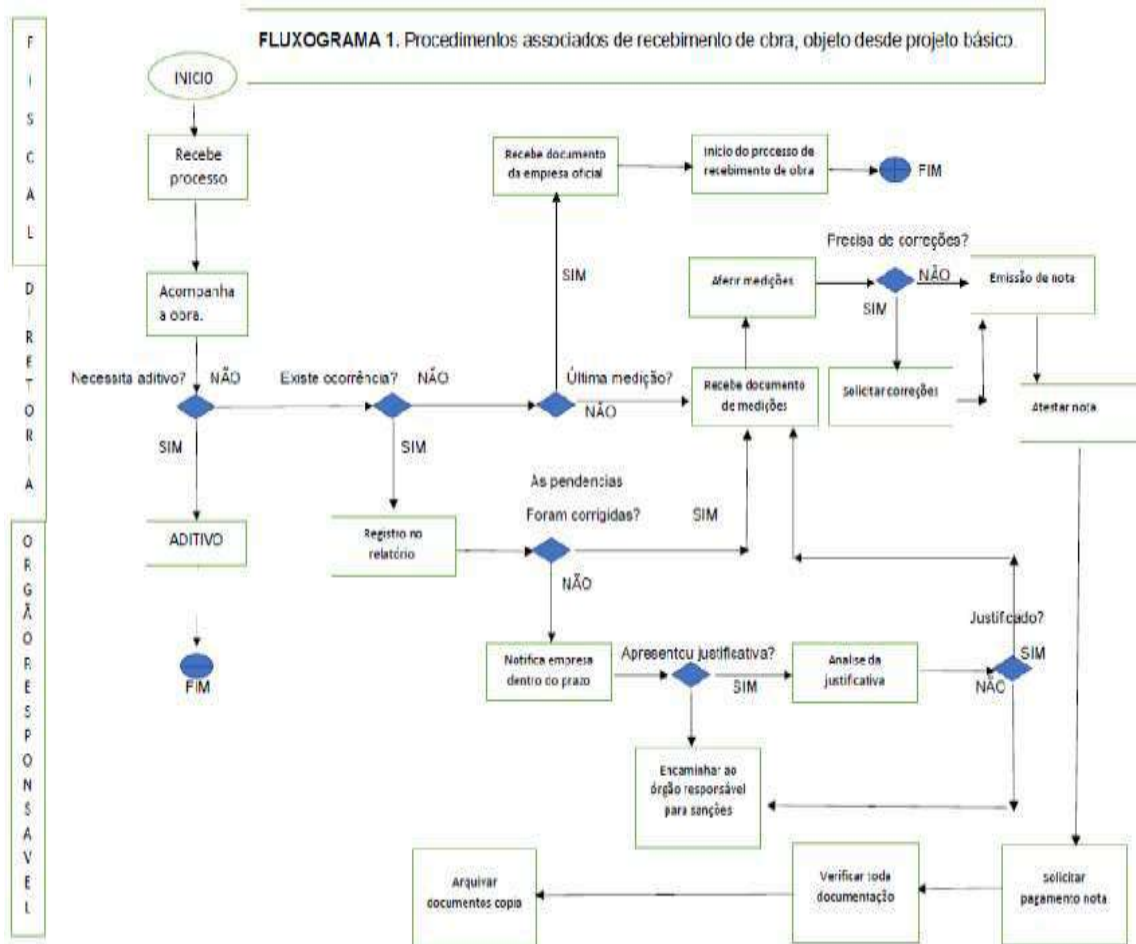 FLUXOGRAMA 1. Procedimentos associados de recebimento de obra, objeto desde projeto básico.
F I S C A L
D I R E T O R I A
O R G Ã O R E S P O N S A V E L
INICIO
Recebe
processo
Acompanha
a obra.
Necessita aditivo?
NÃO
SIM
ADITIVO
FIM
Existe ocorrência?
NÃO
SIM
Registro no
relatório
Última medição?
SIM
NÃO
Recebe documento
da empresa oficial
Início do processo de
recebimento de obra
FIM
Recebe documento
de medições
Aferir medições
Precisa de correções?
NÃO
SIM
Solicitar correções
Emissão de nota
Atestar nota
As pendencias
Foram corrigidas?
SIM
NÃO
Notifica empresa
dentro do prazo
Apresentou justificativa?
SIM
Analise da
justificativa
Justificado?
SIM
NÃO
Encaminhar ao
órgão responsável
para sanções
Solicitar
pagamento nota
Verificar toda
documentação
Arquivar
documentos copia